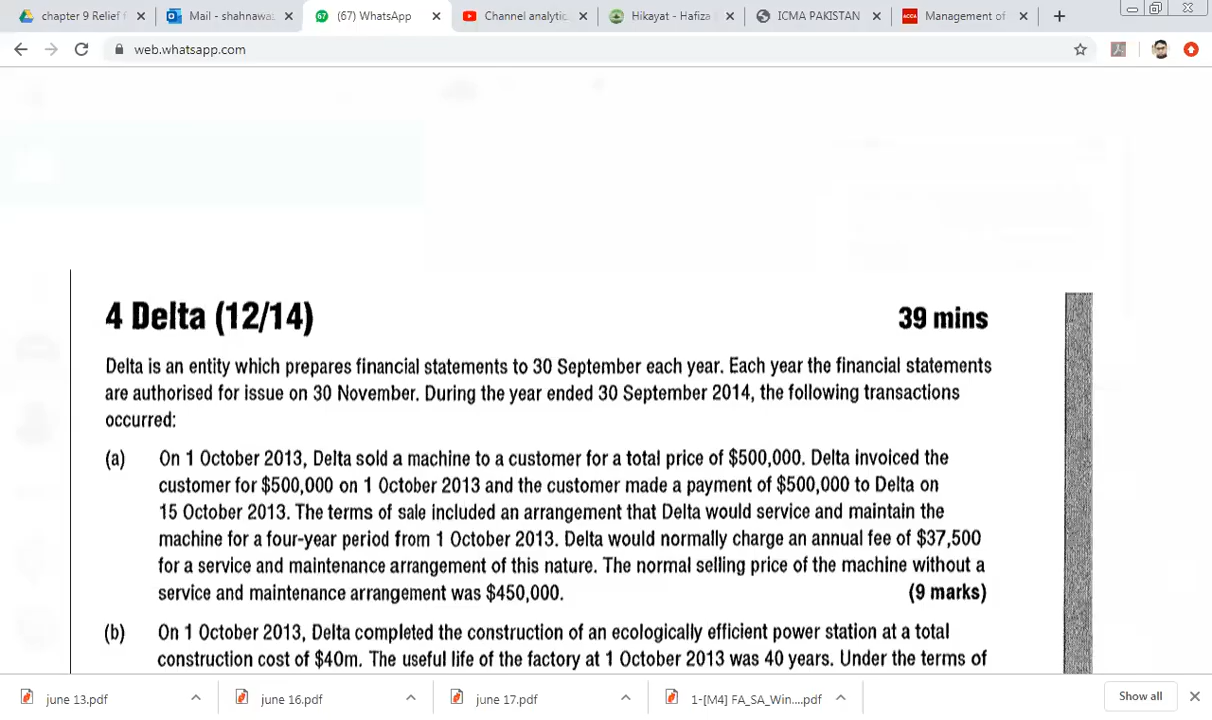 chapter 9 Relief f
Mail - shahnawaz
(67) WhatsApp
Channel analytic
Hikayat - Hafiza
ICMA PAKISTAN
Management of
web.whatsapp.com
4 Delta (12/14)
39 mins
Delta is an entity which prepares financial statements to 30 September each year. Each year the financial statements
are authorised for issue on 30 November. During the year ended 30 September 2014, the following transactions
occurred:
(a) On 1 October 2013, Delta sold a machine to a customer for a total price of $500,000. Delta invoiced the
customer for $500,000 on 1 October 2013 and the customer made a payment of $500,000 to Delta on
15 October 2013. The terms of sale included an arrangement that Delta would service and maintain the
machine for a four-year period from 1 October 2013. Delta would normally charge an annual fee of $37,500
for a service and maintenance arrangement of this nature. The normal selling price of the machine without a
service and maintenance arrangement was $450,000. (9 marks)
(b) On 1 October 2013, Delta completed the construction of an ecologically efficient power station at a total
construction cost of $40m. The useful life of the factory at 1 October 2013 was 40 years. Under the terms of
june 13.pdf
june 16.pdf
june 17.pdf
1-[M4] FA_SA_Win....pdf
Show all